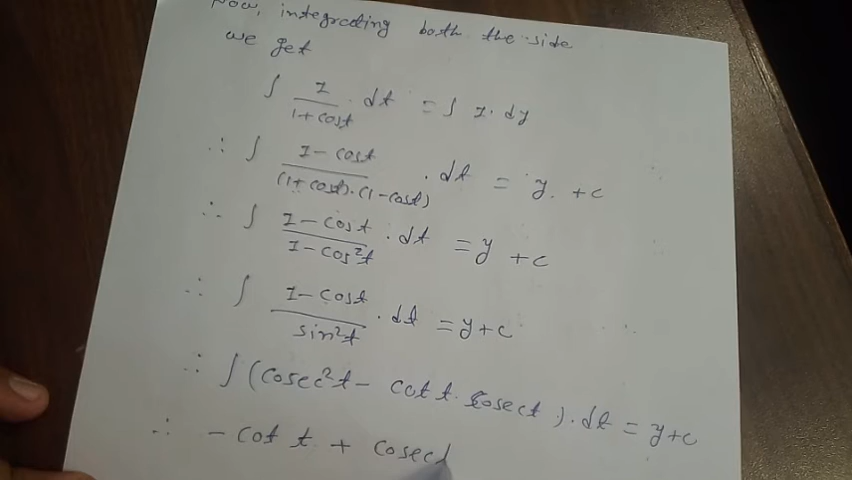 Now, integrating both the side
we get
∫ 1/(1+cost) . dt = ∫ 1. dy
∴ ∫ (1-cost)/((1+cost).(1-cost)) . dt = y. +c
∴ ∫ (1-cost)/(1-cos²t) . dt = y +c
∴ ∫ (1-cost)/(sin²t) . dt = y+c
∴ ∫ (cosec²t - cot t. cosect ). dt = y+c
∴ - cot t. + cosect